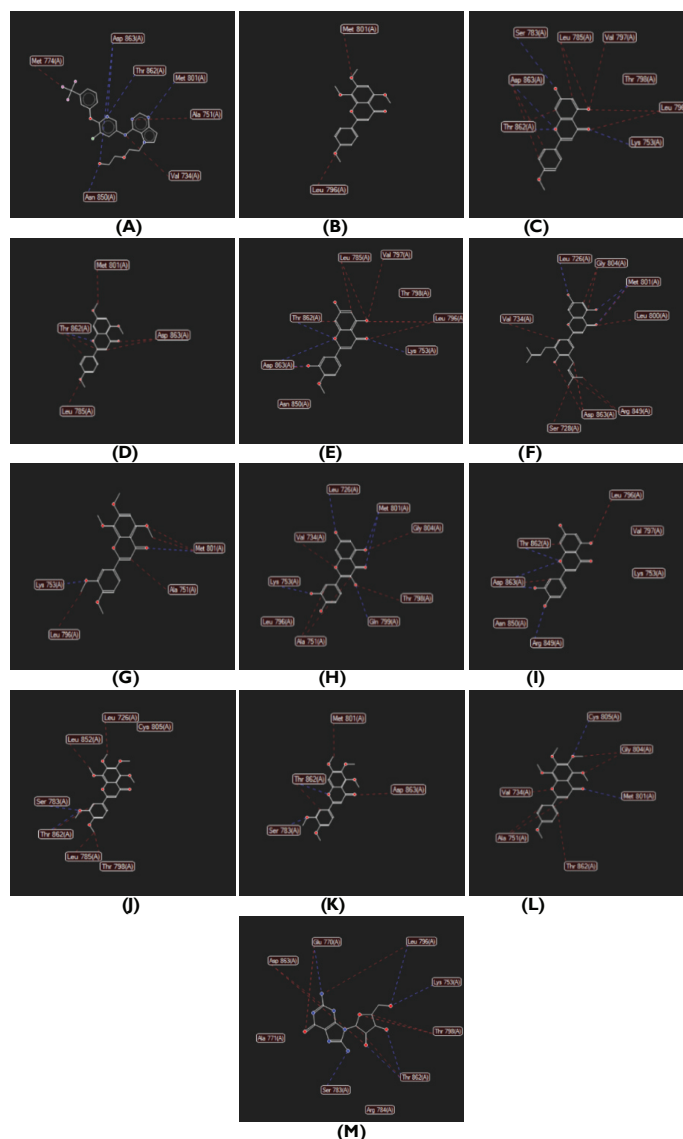 Asp 863(A)
Met 774(A)
Thr 862(A)
Met 801(A)
Ala 751(A)
Val 734(A)
Asn 850(A)
(A)
Met 801(A)
Leu 796(A)
(B)
Ser 783(A)
Leu 785(A)
Val 797(A)
Asp 863(A)
Thr 798(A)
Leu 796
Thr 862(A)
Lys 753(A)
(C)
Met 801(A)
Thr 862(A)
Asp 863(A)
Leu 785(A)
(D)
Leu 785(A)
Val 797(A)
Thr 798(A)
Thr 862(A)
Leu 796(A
Asp 863(A)
Lys 753(A)
Asn 850(A)
(E)
Leu 726(A)
Gly 804(A)
Met 801(A)
Val 734(A)
Leu 800(A)
Arg 849(A)
Asp 863(A)
Ser 728(A)
(F)
Met 801(A)
Lys 753(A)
Ala 751(A)
Leu 796(A)
(G)
Leu 726(A)
Met 801(A)
Val 734(A)
Gly 804(A)
Lys 753(A)
Thr 798(A)
Leu 796(A)
Gln 799(A)
Ala 751(A)
(H)
Leu 796(A)
Thr 862(A)
Val 797(A)
Asp 863(A)
Lys 753(A)
Asn 850(A)
Arg 849(A)
(I)
Leu 726(A)
Cys 805(A)
Leu 852(A)
Ser 783(A)
Thr 862(A)
Leu 785(A)
Thr 798(A)
(J)
Met 801(A)
Thr 862(A)
Asp 863(A)
Ser 783(A)
(K)
Cys 805(A)
Gly 804(A)
Val 734(A)
Met 801(A)
Ala 751(A)
Thr 862(A)
(L)
Glu 770(A)
Leu 796(A)
Asp 863(A)
Lys 753(A)
Ala 771(A)
Thr 798(A)
Thr 862(A)
Ser 783(A)
Arg 784(A)
(M)